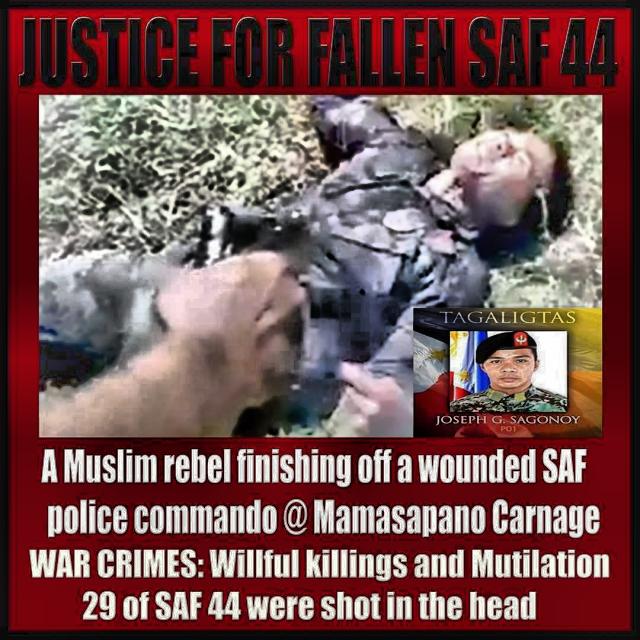 JUSTICE FOR FALLEN SAF 44
TAGALIGTAS
JOSEPH G. SAGONOY
PO1
A Muslim rebel finishing off a wounded SAF
police commando @ Mamasapano Carnage
WAR CRIMES: Willful killings and Mutilation
29 of SAF 44 were shot in the head